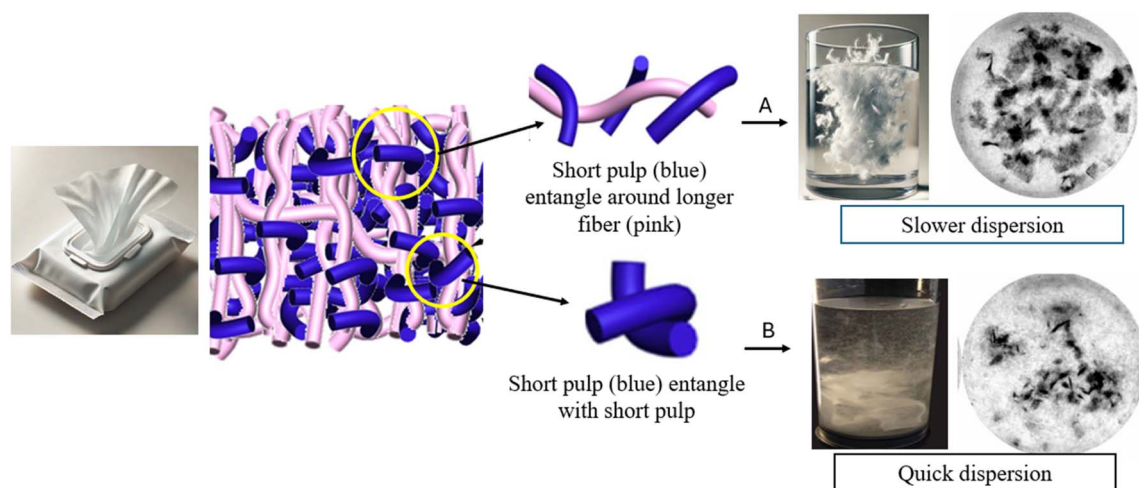 Short pulp (blue)
entangle around longer
fiber (pink)
A
Slower dispersion
Short pulp (blue) entangle
with short pulp
B
Quick dispersion